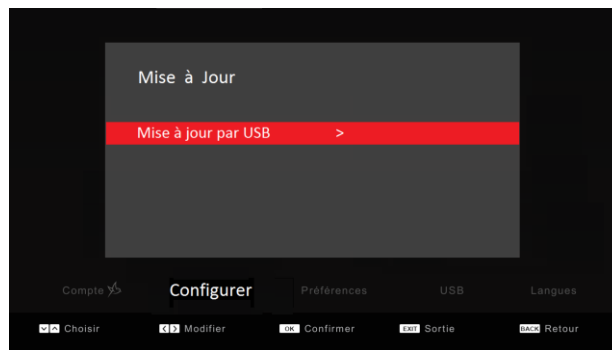 Mise à Jour
Mise à jour par USB >
Compte Configurer Préférences USB Langues
Choisir < > Modifier OK Confirmer EXIT Sortie BACK Retour